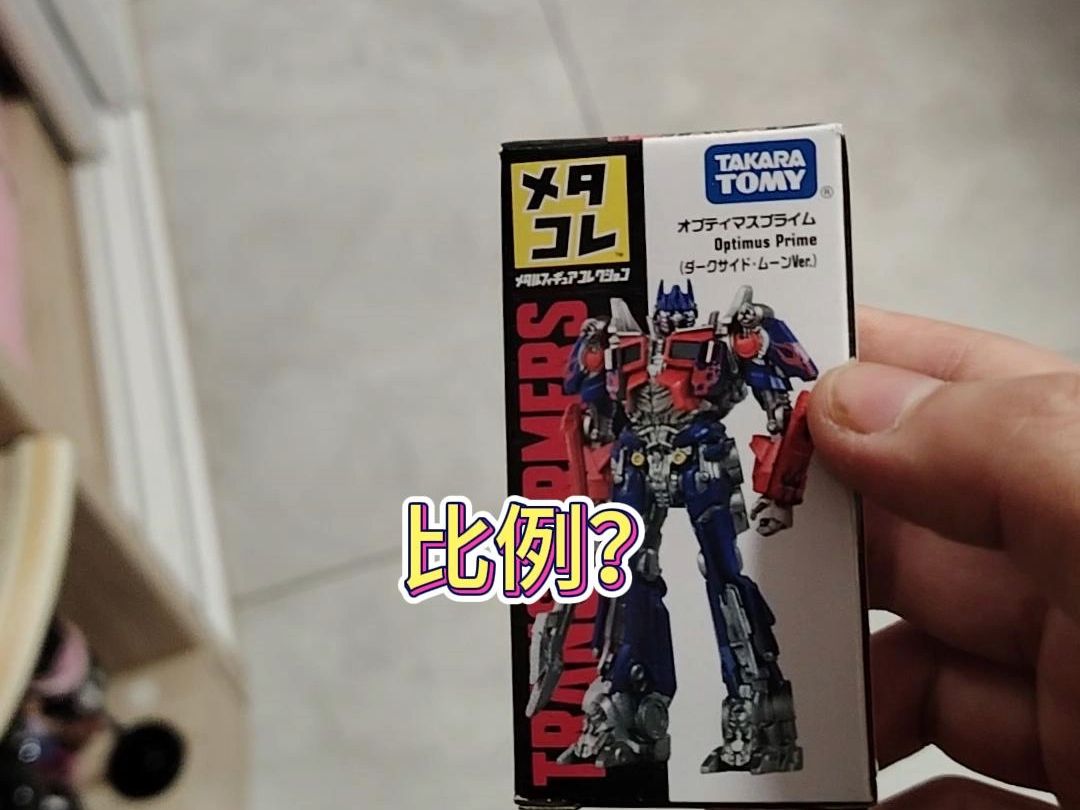 メタ
コレ
™
メタルフィギュアコレクション
TAKARA
TOMY
®
オプティマスプライム
Optimus Prime
(ダークサイド・ムーンVer.)
TRANSFORMERS
比例?